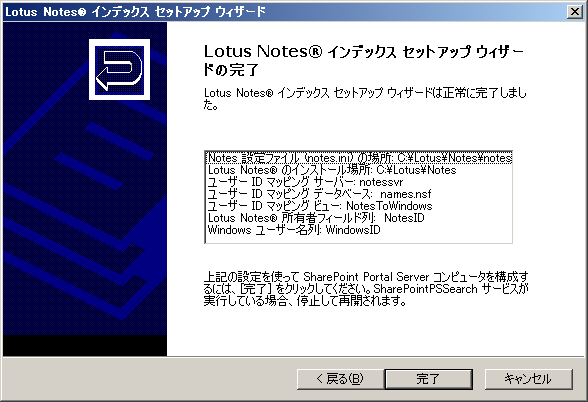 Lotus Notes® インデックス セットアップ ウィザード
Lotus Notes® インデックス セットアップ ウィザー
ドの完了
Lotus Notes® インデックス セットアップ ウィザードは正常に完了しまし
た。
Notes 設定ファイル (notes.ini) の場所: C:¥Lotus¥Notes¥notes
Lotus Notes® のインストール場所: C:¥Lotus¥Notes
ユーザー ID マッピング サーバー: notessvr
ユーザー ID マッピング データベース: names.nsf
ユーザー ID マッピング ビュー: NotesToWindows
Lotus Notes® 所有者フィールド列: NotesID
Windows ユーザー名列: WindowsID
上記の設定を使って SharePoint Portal Server コンピュータを構成す
るには、[完了] をクリックしてください。SharePointPSSearch サービスが
実行している場合、停止して再開されます。
< 戻る(B) 完了 キャンセル